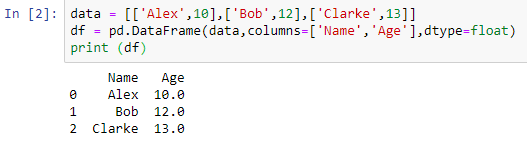 In [2]: data = [['Alex',10],['Bob',12],['Clarke',13]]
df = pd.DataFrame(data,columns=['Name','Age'],dtype=float)
print (df)
Name Age
0 Alex 10.0
1 Bob 12.0
2 Clarke 13.0